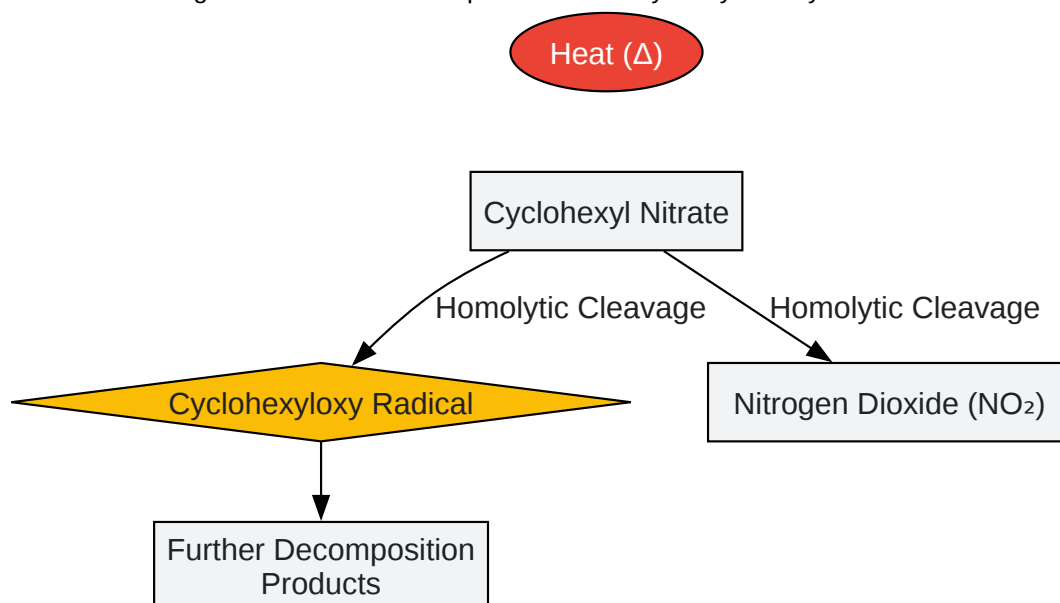 Heat (Δ)
Cyclohexyl Nitrate
Homolytic Cleavage
Homolytic Cleavage
Cyclohexyloxy Radical
Nitrogen Dioxide (NO₂)
Further Decomposition
Products